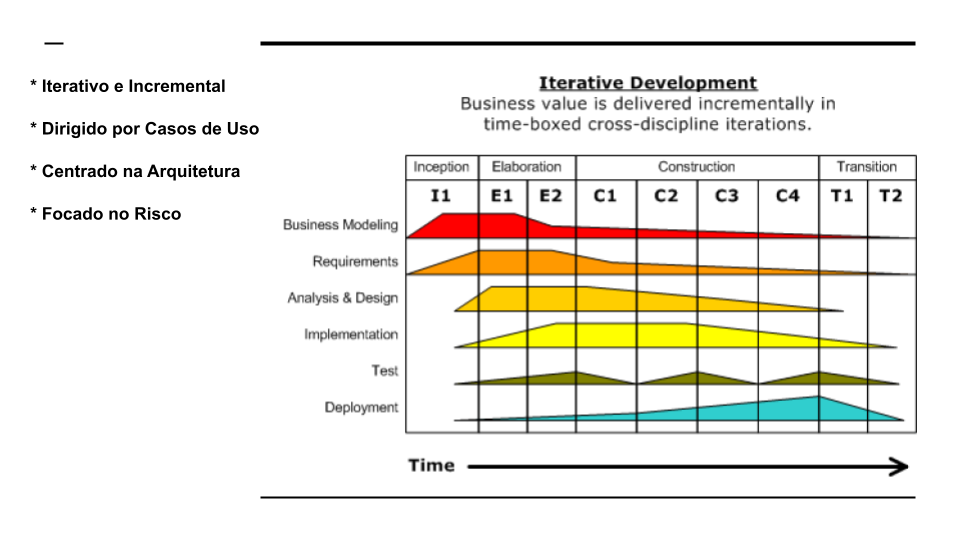 * Iterativo e Incremental
* Dirigido por Casos de Uso
* Centrado na Arquitetura
* Focado no Risco
Iterative Development
Business value is delivered incrementally in
time-boxed cross-discipline iterations.
Inception Elaboration Construction Transition
I1 E1 E2 C1 C2 C3 C4 T1 T2
Business Modeling
Requirements
Analysis & Design
Implementation
Test
Deployment
Time